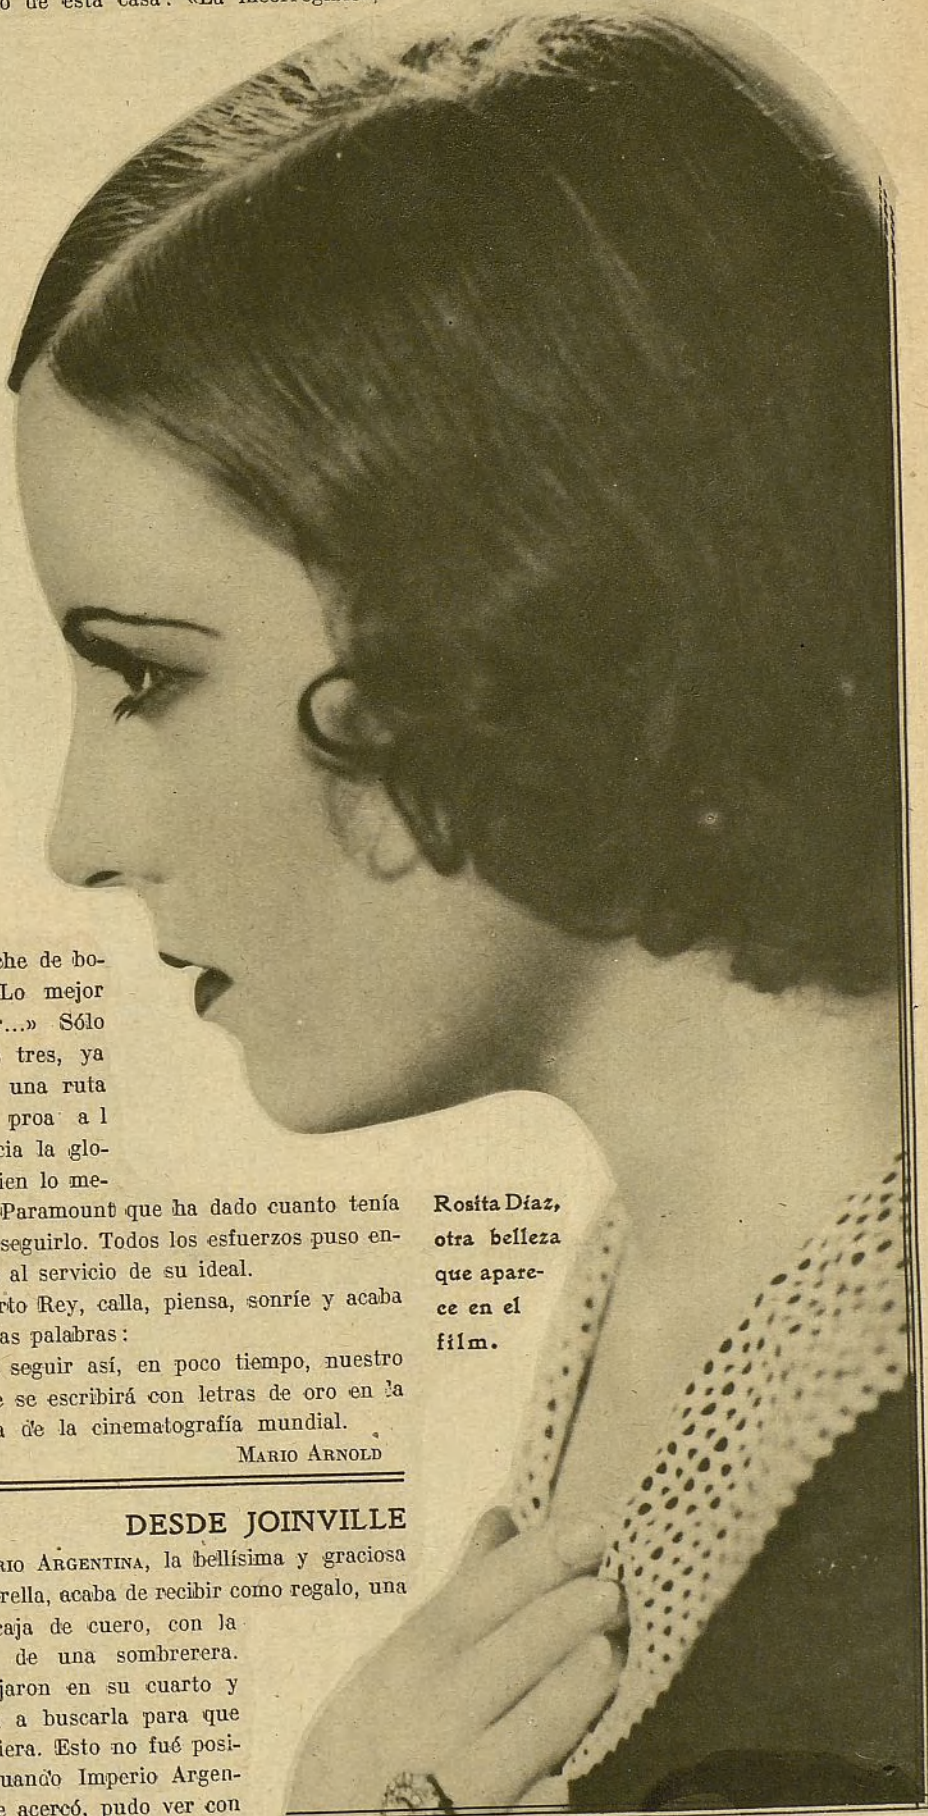 de esta casa: «La
che de bo-
Lo mejor
...» Sólo
tres, ya
una ruta
proa al
cia la glo-
ien lo me-
Paramount que ha dado cuanto tenía
seguirlo. Todos los esfuerzos puso en-
al servicio de su ideal.
rto Rey, calla, piensa, sonríe y acaba
as palabras:
seguir así, en poco tiempo, nuestro
se escribirá con letras de oro en la
de la cinematografía mundial.
MARIO ARNOLD
Rosita Díaz,
otra belleza
que apare-
ce en el
film.
DESDE JOINVILLE
RIO ARGENTINA, la bellísima y graciosa
rella, acaba de recibir como regalo, una
caja de cuero, con la
de una sombrerera.
jaron en su cuarto y
a buscarla para que
iera. Esto no fué posi-
uando Imperio Argen-
e acercó, pudo ver con